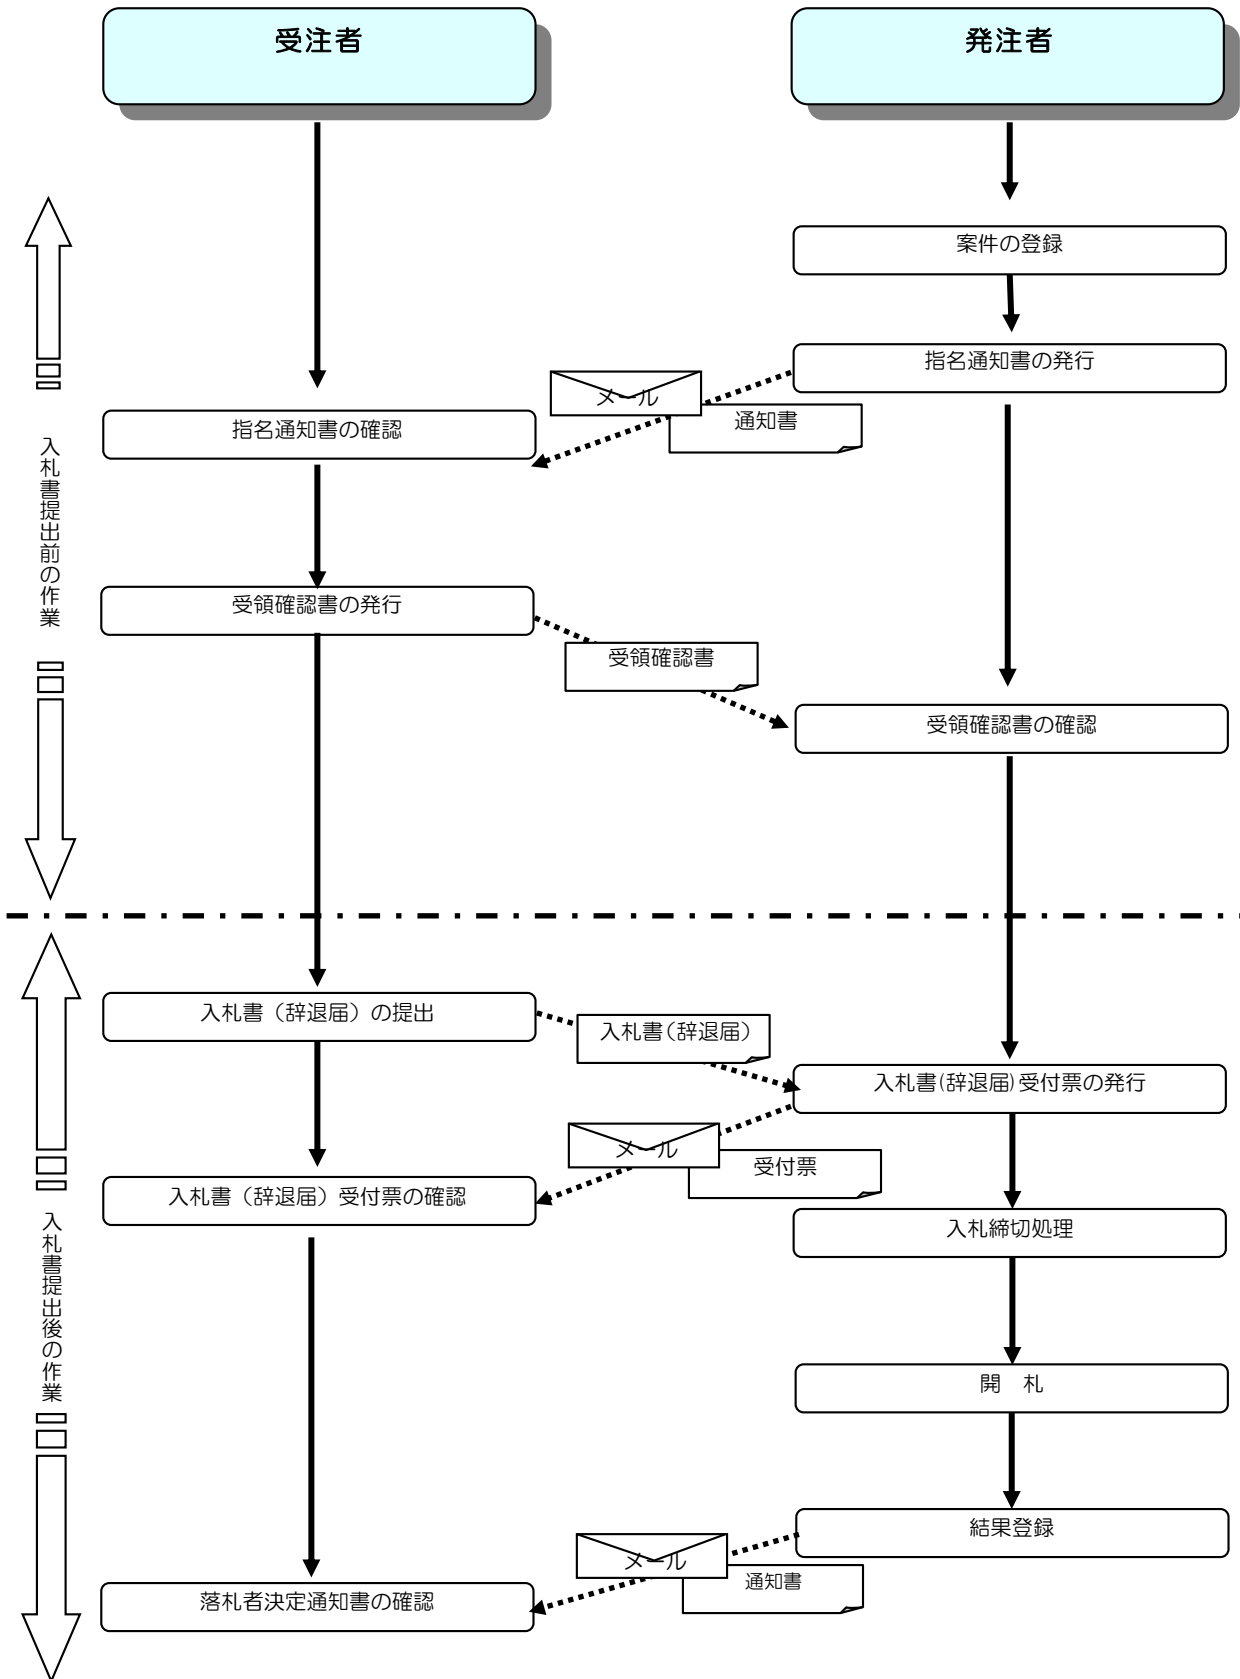 受注者
発注者
案件の登録
指名通知書の発行
メール
通知書
指名通知書の確認
入札書提出前の作業
受領確認書の発行
受領確認書
受領確認書の確認
入札書（辞退届）の提出
入札書（辞退届）
入札書(辞退届)受付票の発行
メール
受付票
入札書（辞退届）受付票の確認
入札締切処理
入札書提出後の作業
開　札
結果登録
メール
通知書
落札者決定通知書の確認